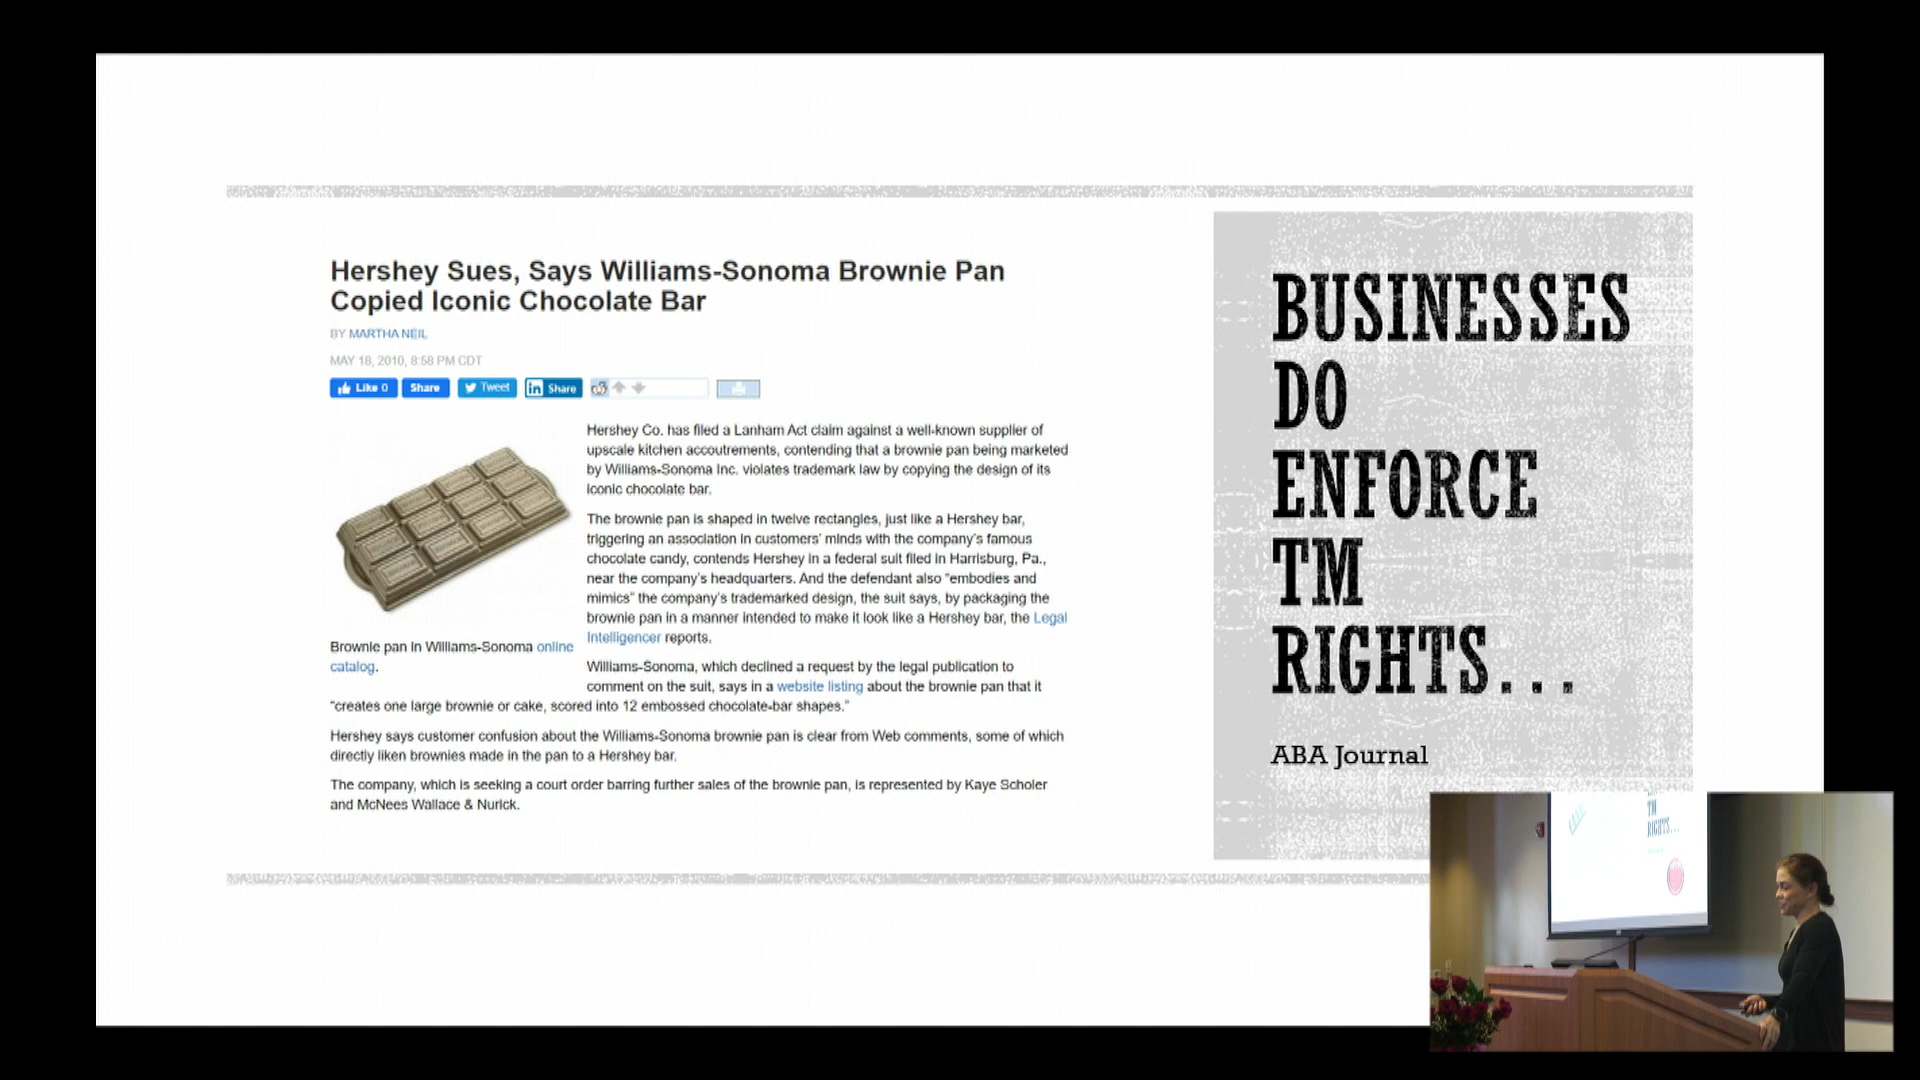 Hershey Sues, Says Williams-Sonoma Brownie Pan
Copied Iconic Chocolate Bar
BY MARTHA NEIL
MAY 18, 2010, 8:58 PM CDT
Like 0
Share
Tweet
in Share
Hershey Co. has filed a Lanham Act claim against a well-known supplier of
upscale kitchen accoutrements, contending that a brownie pan being marketed
by Williams-Sonoma Inc. violates trademark law by copying the design of its
iconic chocolate bar.
The brownie pan is shaped in twelve rectangles, just like a Hershey bar,
triggering an association in customers' minds with the company's famous
chocolate candy, contends Hershey in a federal suit filed in Harrisburg, Pa.,
near the company's headquarters. And the defendant also "embodies and
mimics" the company's trademarked design, the suit says, by packaging the
brownie pan in a manner intended to make it look like a Hershey bar, the Legal
Intelligencer reports.
Brownie pan in Williams-Sonoma online
catalog.
Williams-Sonoma, which declined a request by the legal publication to
comment on the suit, says in a website listing about the brownie pan that it
"creates one large brownie or cake, scored into 12 embossed chocolate-bar shapes."
Hershey says customer confusion about the Williams-Sonoma brownie pan is clear from Web comments, some of which
directly liken brownies made in the pan to a Hershey bar.
The company, which is seeking a court order barring further sales of the brownie pan, is represented by Kaye Scholer
and McNees Wallace & Nurick.
BUSINESSES
DO
ENFORCE
TM
RIGHTS...
ABA Journal
TM
RIGHTS...